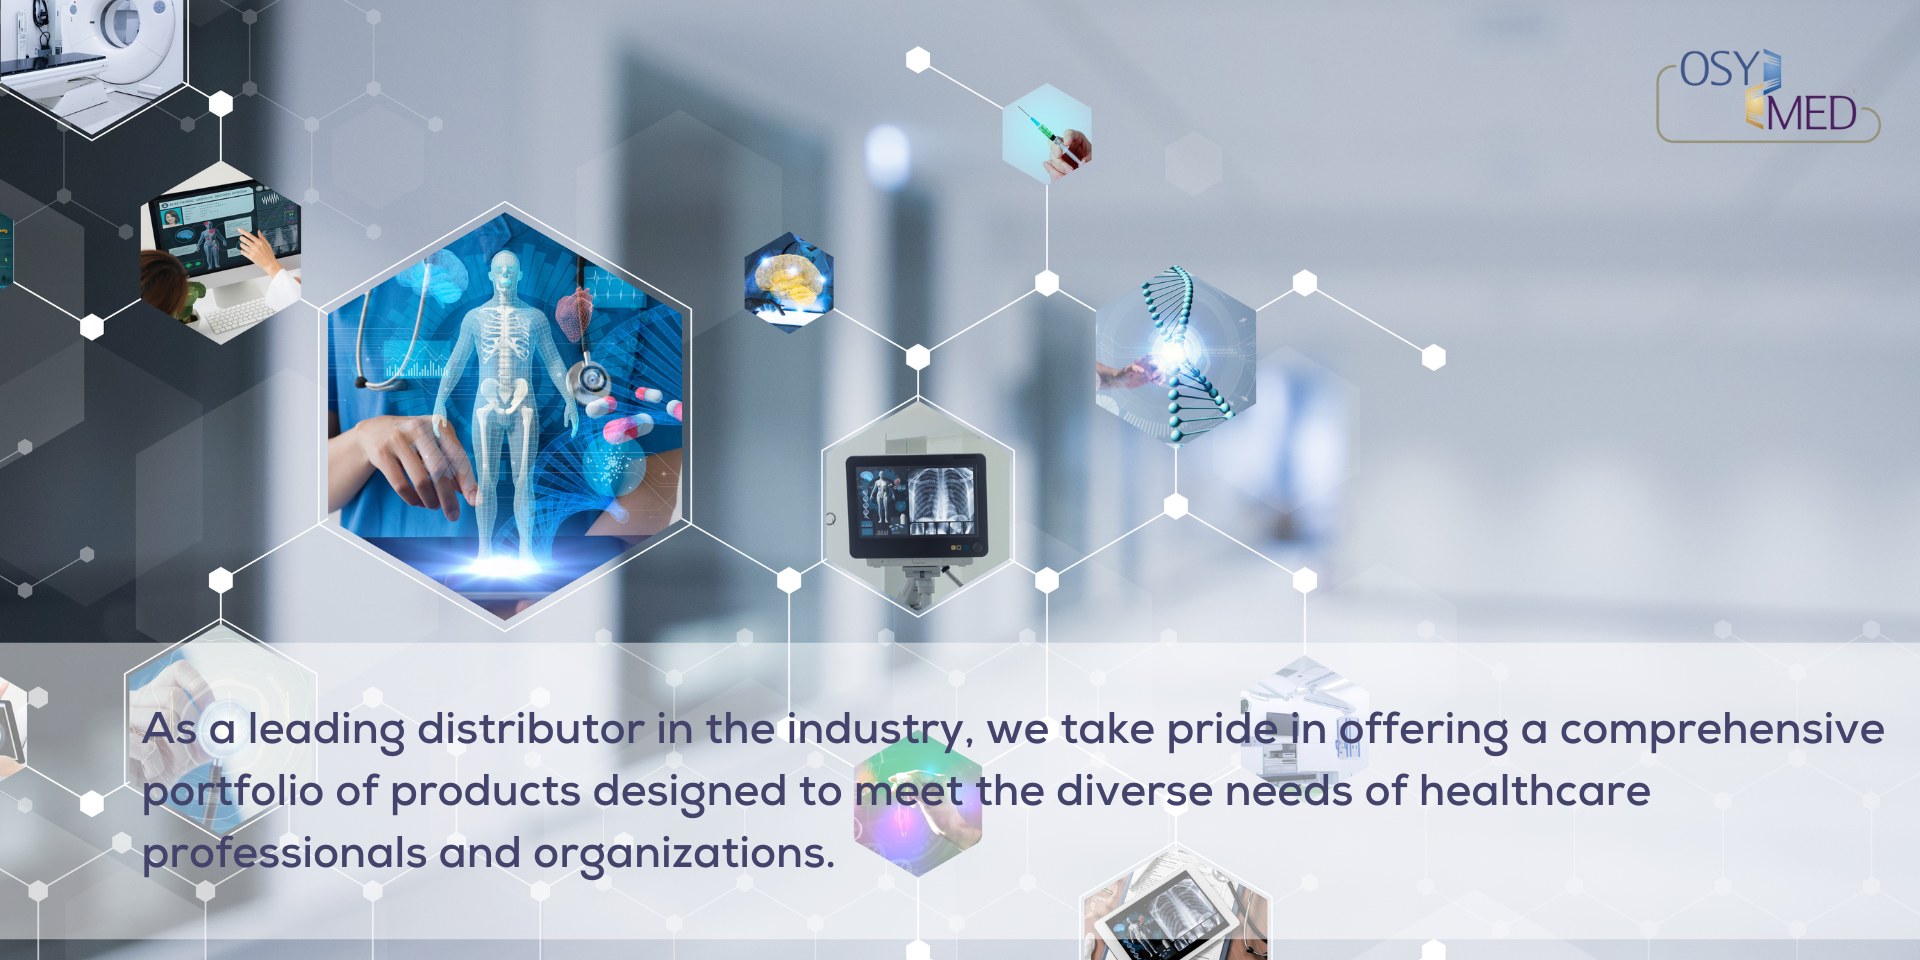 OSY
MED
As a leading distributor in the industry, we take pride in offering a comprehensive
portfolio of products designed to meet the diverse needs of healthcare
professionals and organizations.